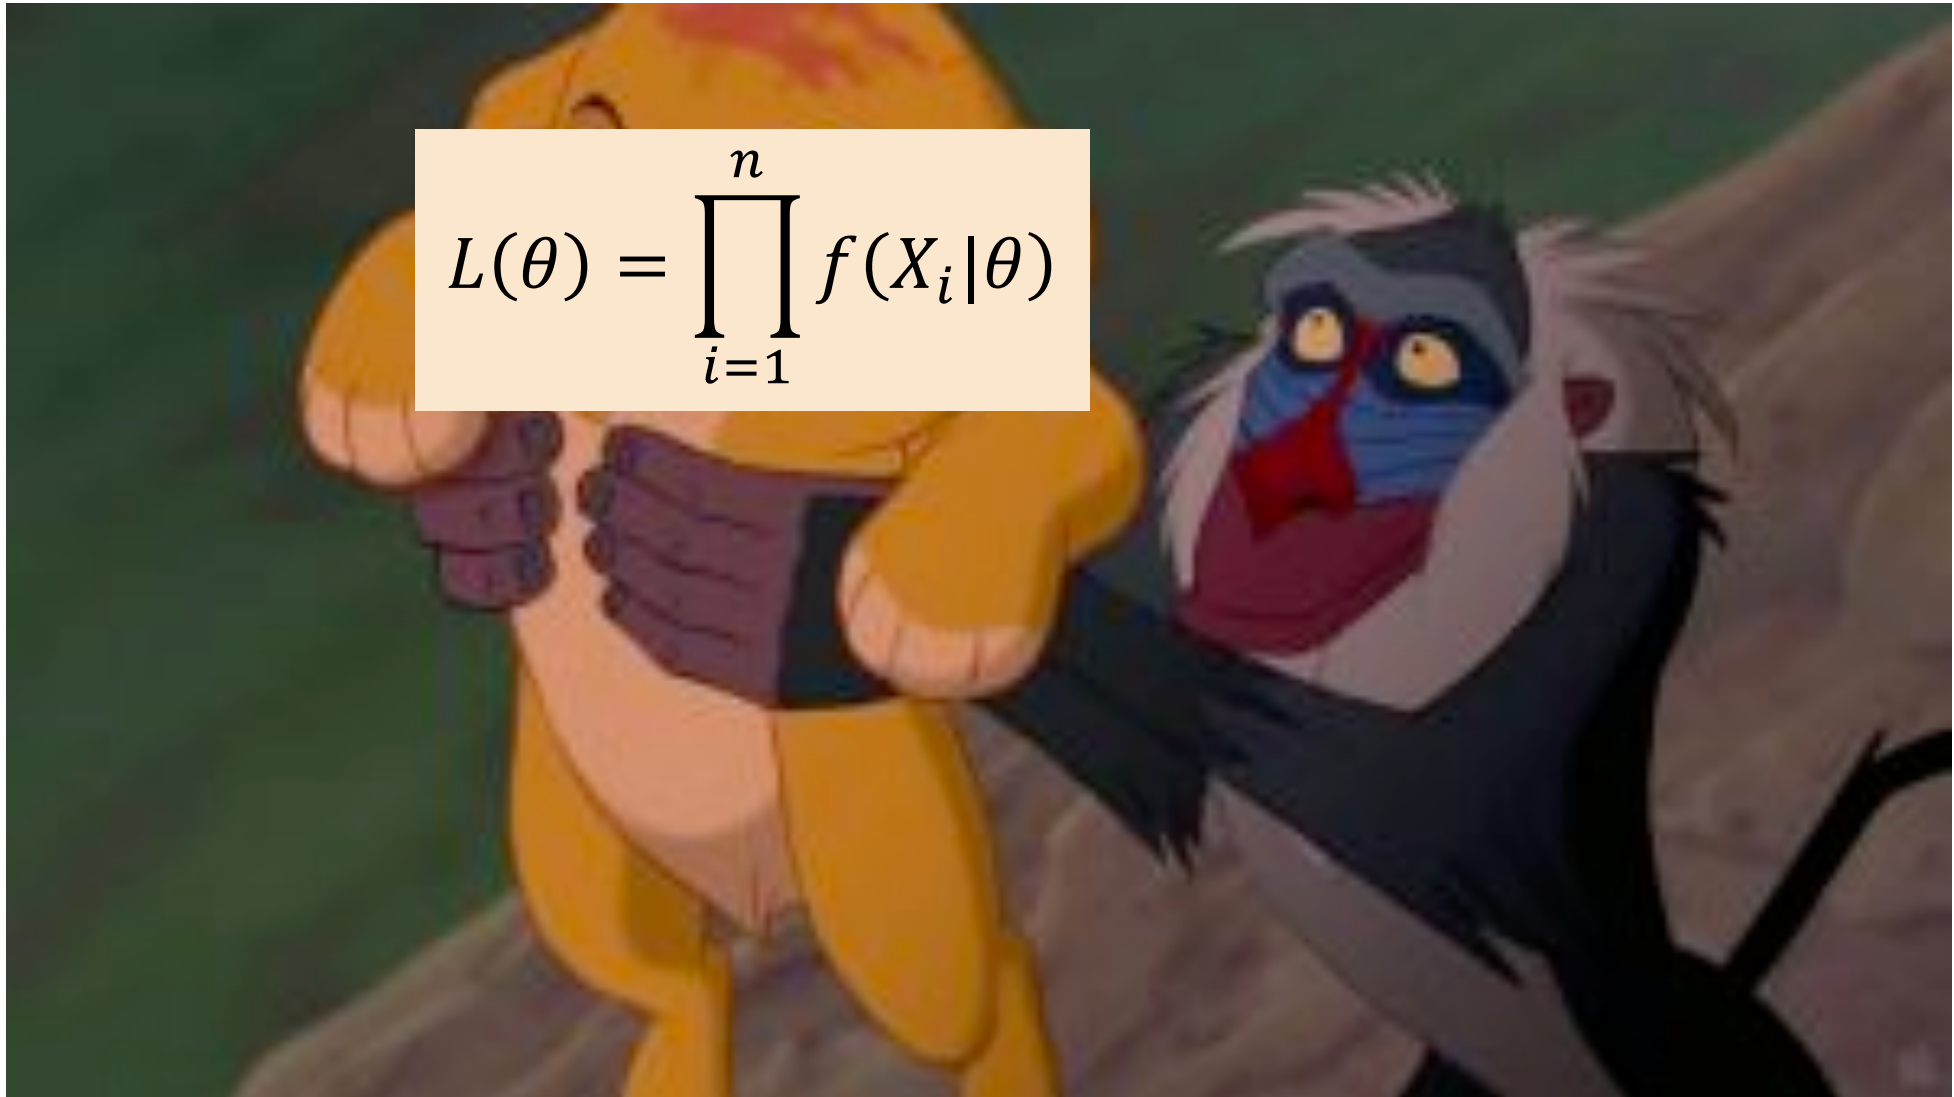 L(θ) = ∏_{i=1}^{n} f(X_i|θ)